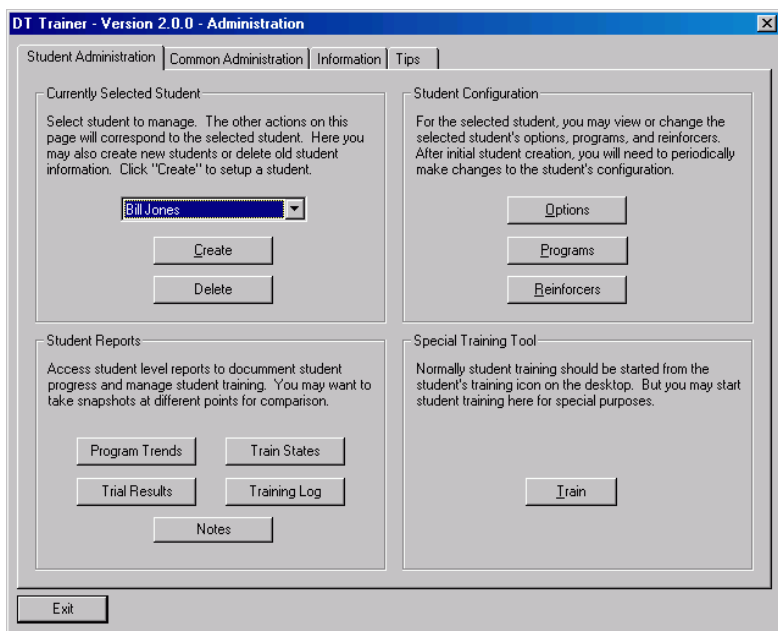 DT Trainer - Version 2.0.0 - Administration
Student Administration Common Administration Information Tips
Currently Selected Student
Select student to manage. The other actions on this
page will correspond to the selected student. Here you
may also create new students or delete old student
information. Click "Create" to setup a student.
Bill Jones
Create
Delete
Student Configuration
For the selected student, you may view or change the
selected student's options, programs, and reinforcers.
After initial student creation, you will need to periodically
make changes to the student's configuration.
Options
Programs
Reinforcers
Student Reports
Access student level reports to documment student
progress and manage student training. You may want to
take snapshots at different points for comparison.
Program Trends Train States
Trial Results Training Log
Notes
Special Training Tool
Normally student training should be started from the
student's training icon on the desktop. But you may start
student training here for special purposes.
Train
Exit